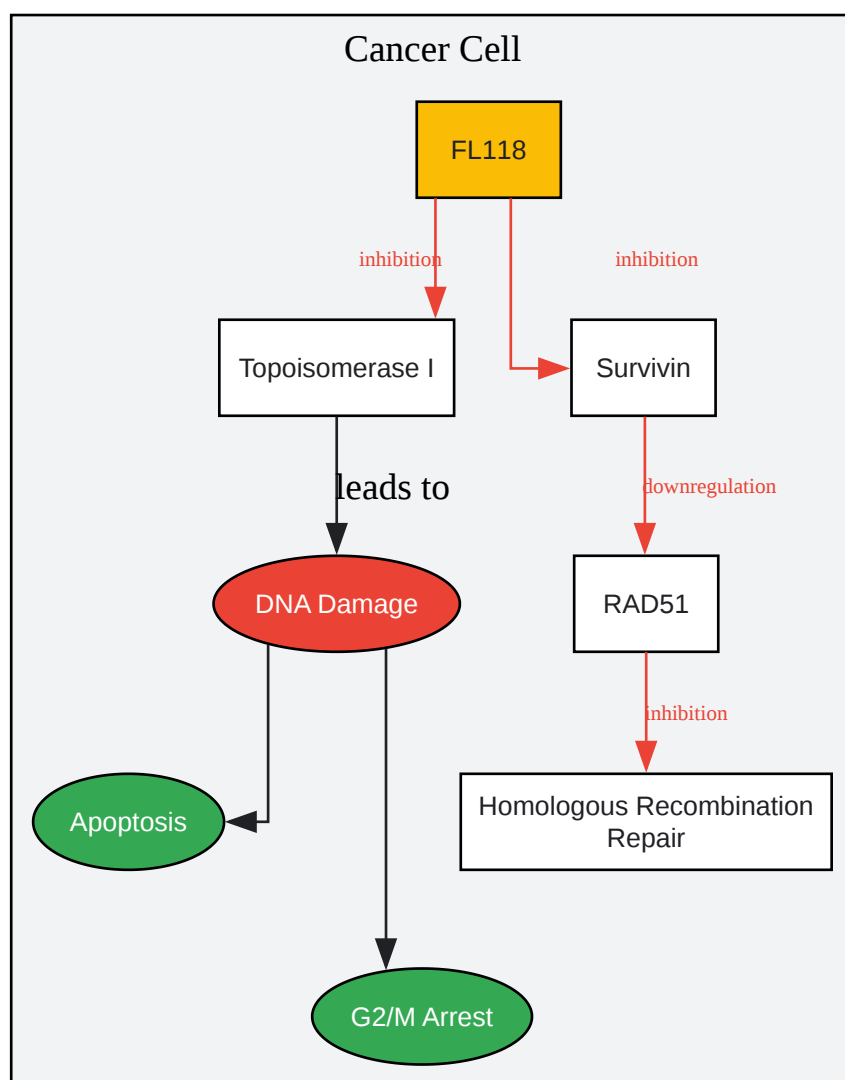 Cancer Cell
FL118
inhibition
inhibition
Topoisomerase I
Survivin
leads to
downregulation
DNA Damage
RAD51
inhibition
Apoptosis
Homologous Recombination
Repair
G2/M Arrest